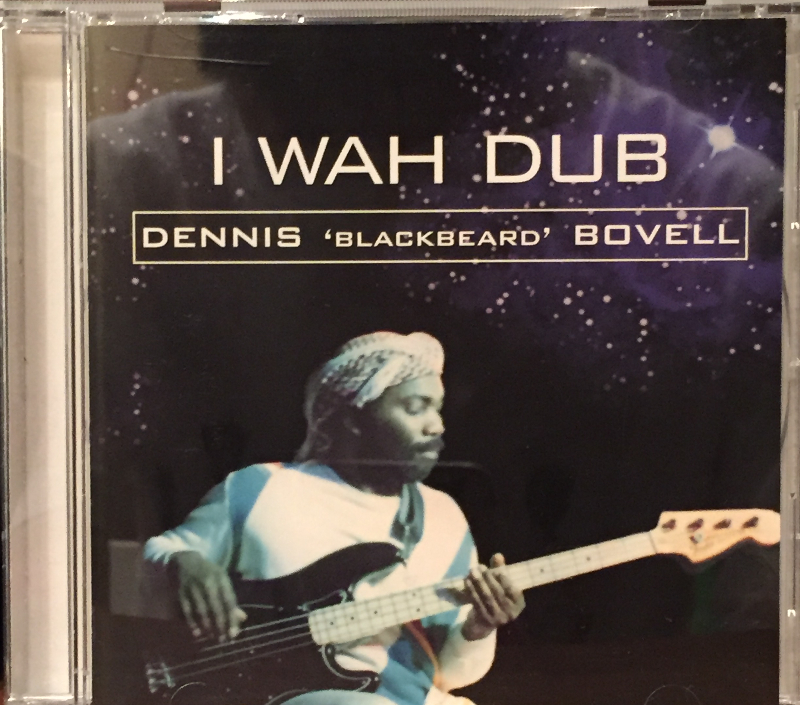 I WAH DUB
DENNIS ‘BLACKBEARD’ BOVELL